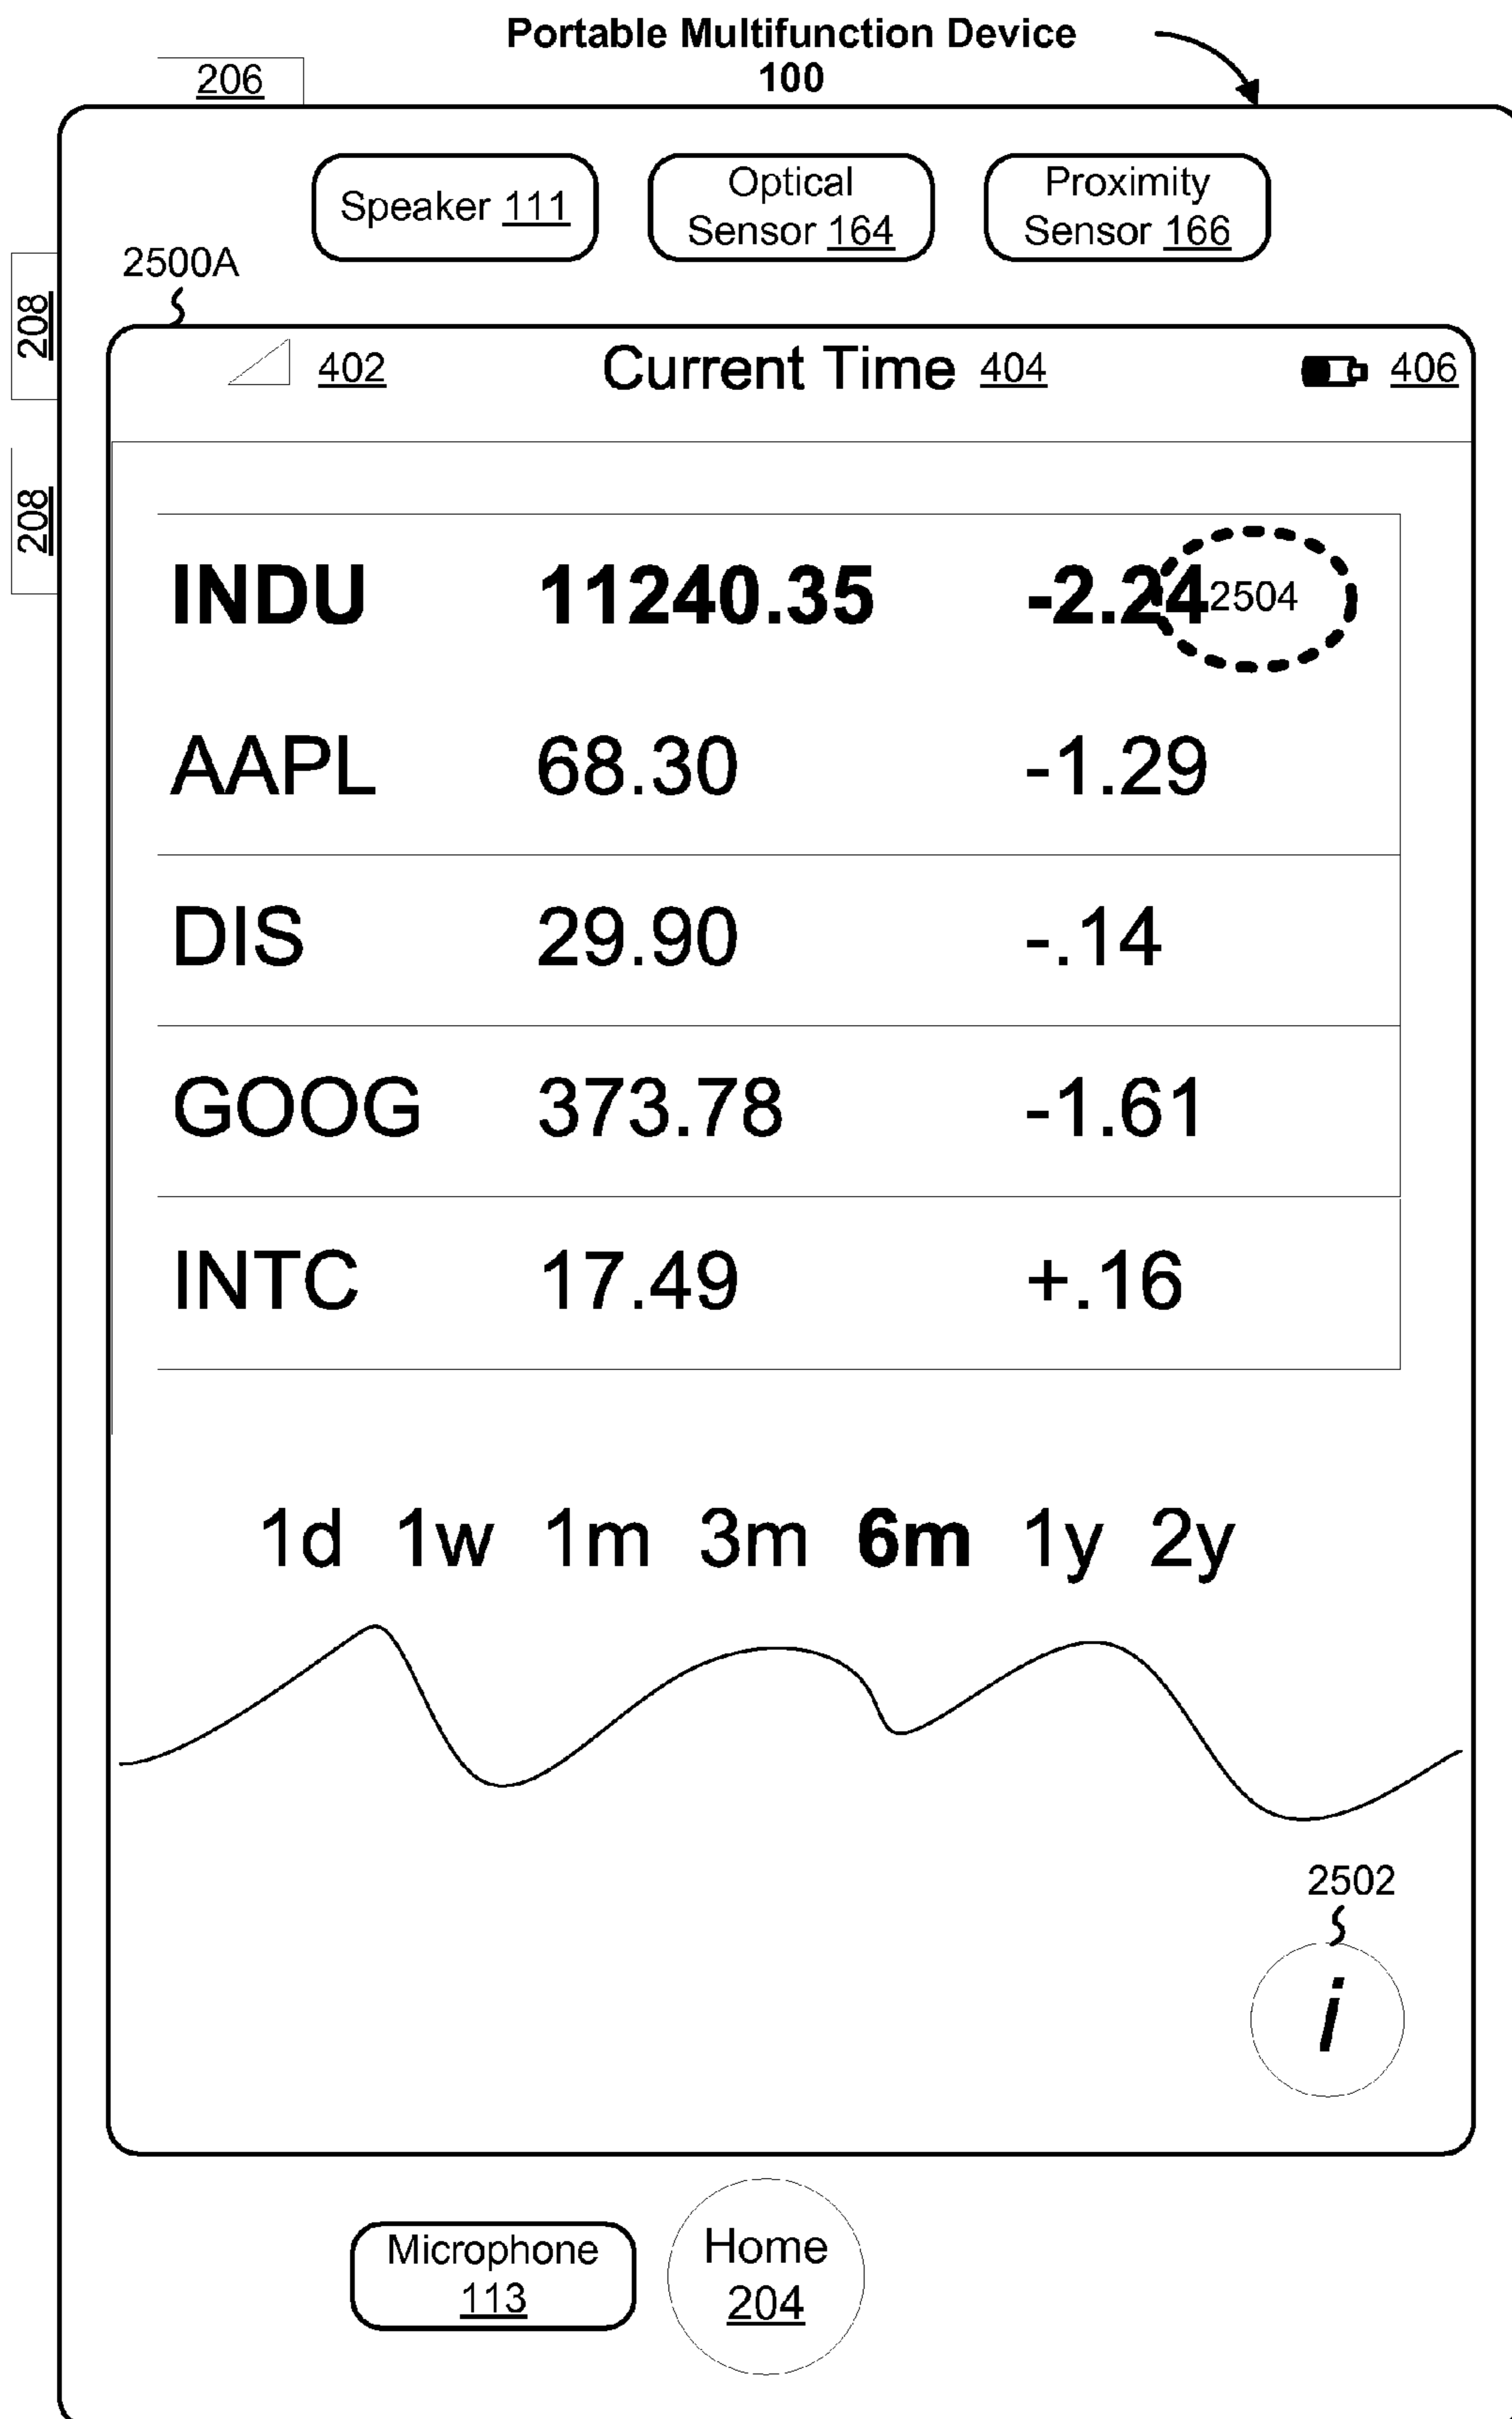 Portable Multifunction Device
100
206
Speaker 111
Optical
Sensor 164
Proximity
Sensor 166
2500A
208
208
402 Current Time 404 406
INDU 11240.35 -2.24 2504
AAPL 68.30 -1.29
DIS 29.90 -.14
GOOG 373.78 -1.61
INTC 17.49 +.16
1d 1w 1m 3m 6m 1y 2y
2502
i
Microphone
113
Home
204